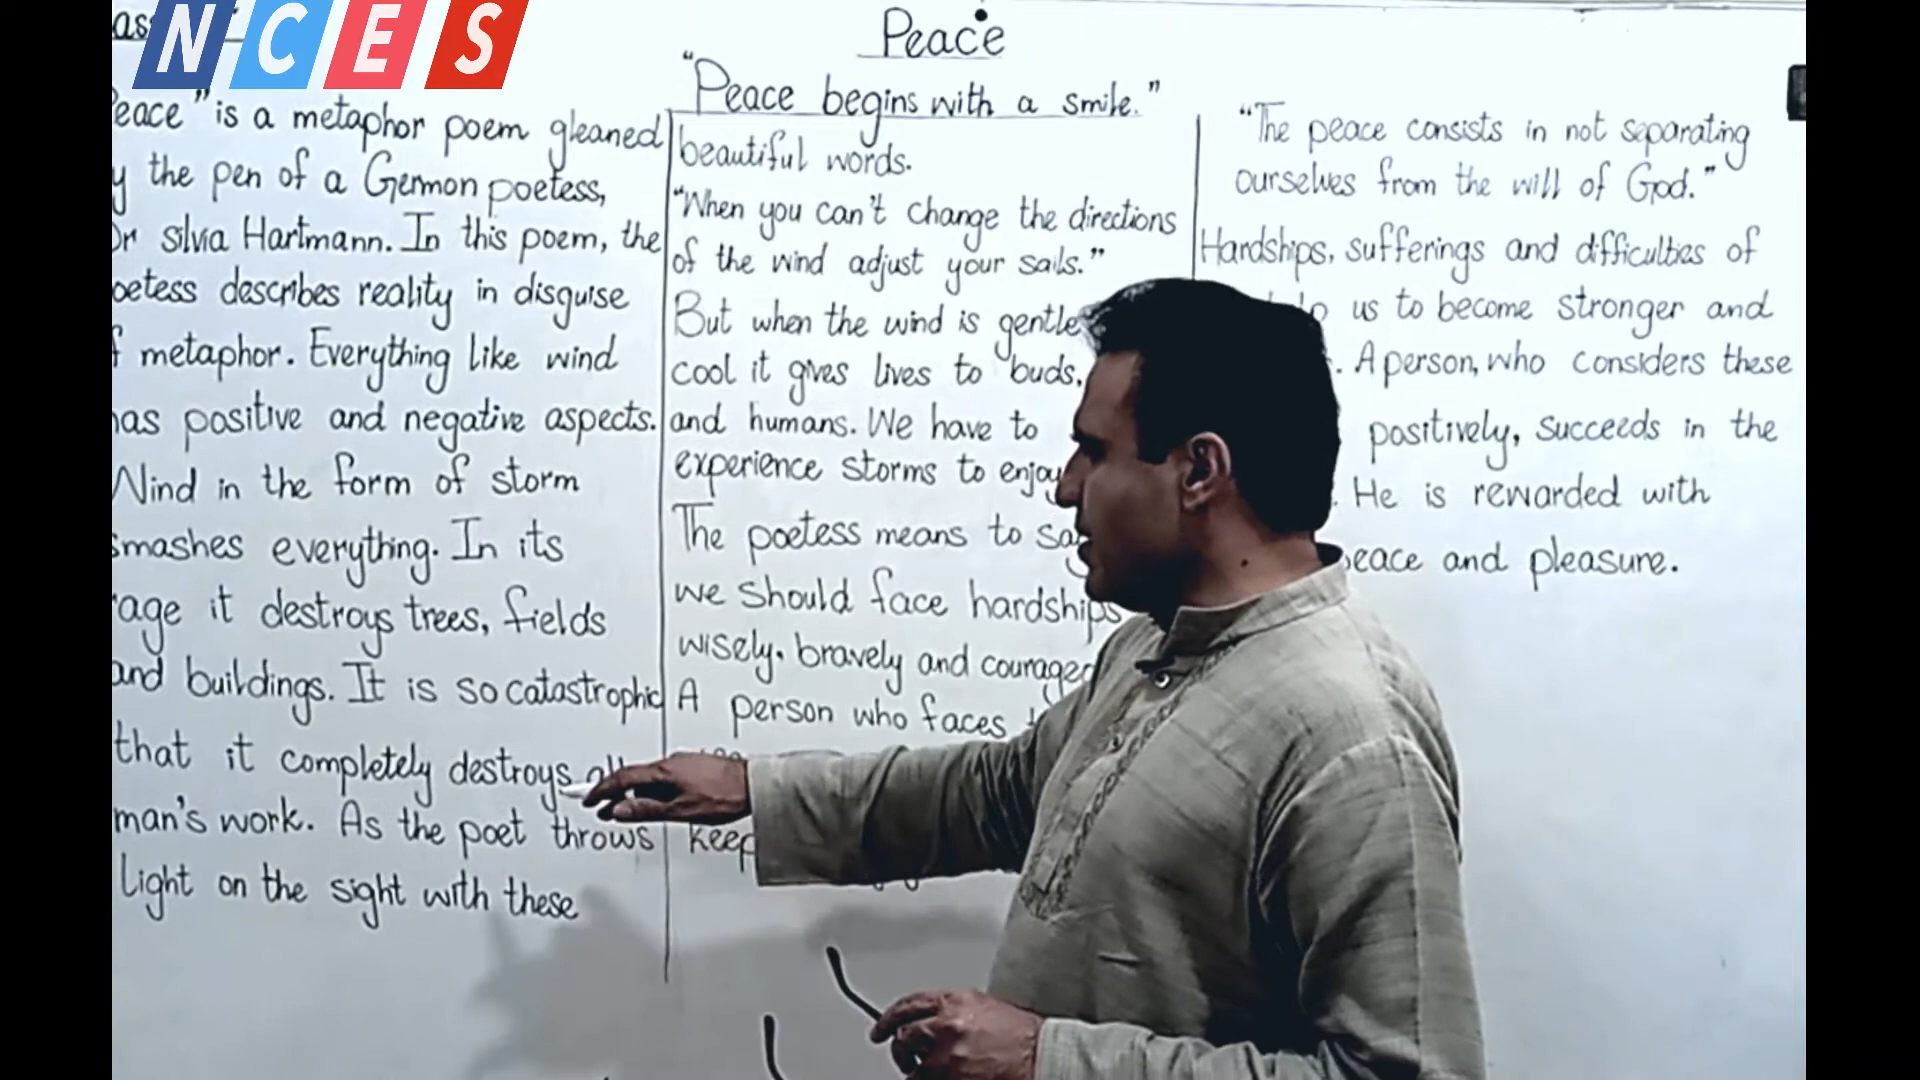 NCES
Peace
"Peace begins with a smile."
eace" is a metaphor poem gleaned
y the pen of a Germon poetess,
Dr Silvia Hartmann. In this poem, the
oetess describes reality in disguise
f metaphor. Everything like wind
has positive and negative aspects.
Wind in the form of storm
smashes everything. In its
rage it destroys trees, fields
and buildings. It is so catastrophic
that it completely destroys
man's work. As the poet throws
Light on the sight with these
beautiful words.
"When you can't change the directions
of the wind adjust your sails."
But when the wind is gentle
cool it gives lives to buds,
and humans. We have to
experience storms to enjoy
The poetess means to say
we should face hardships
wisely, bravely and courage
A person who faces
keep
"The peace consists in not separating
ourselves from the will of God."
Hardships, sufferings and difficulties of
us to become stronger and
. A person, who considers these
positively, succeeds in the
. He is rewarded with
peace and pleasure.